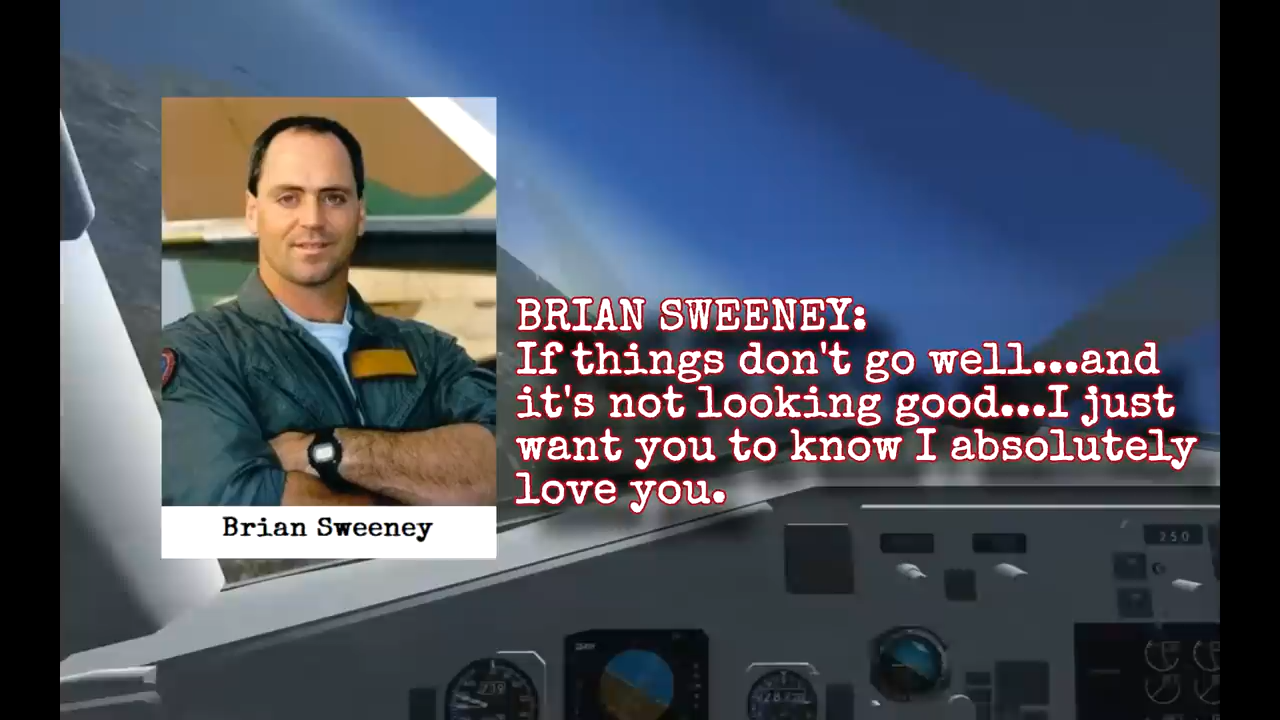 BRIAN SWEENEY:
If things don't go well...and
it's not looking good...I just
want you to know I absolutely
love you.
Brian Sweeney
250